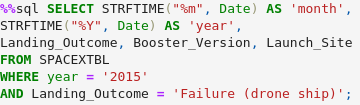 %%sql SELECT STRFTIME("%m", Date) AS 'month',
STRFTIME("%Y", Date) AS 'year',
Landing_Outcome, Booster_Version, Launch_Site
FROM SPACEXTBL
WHERE year = '2015'
AND Landing_Outcome = 'Failure (drone ship)';